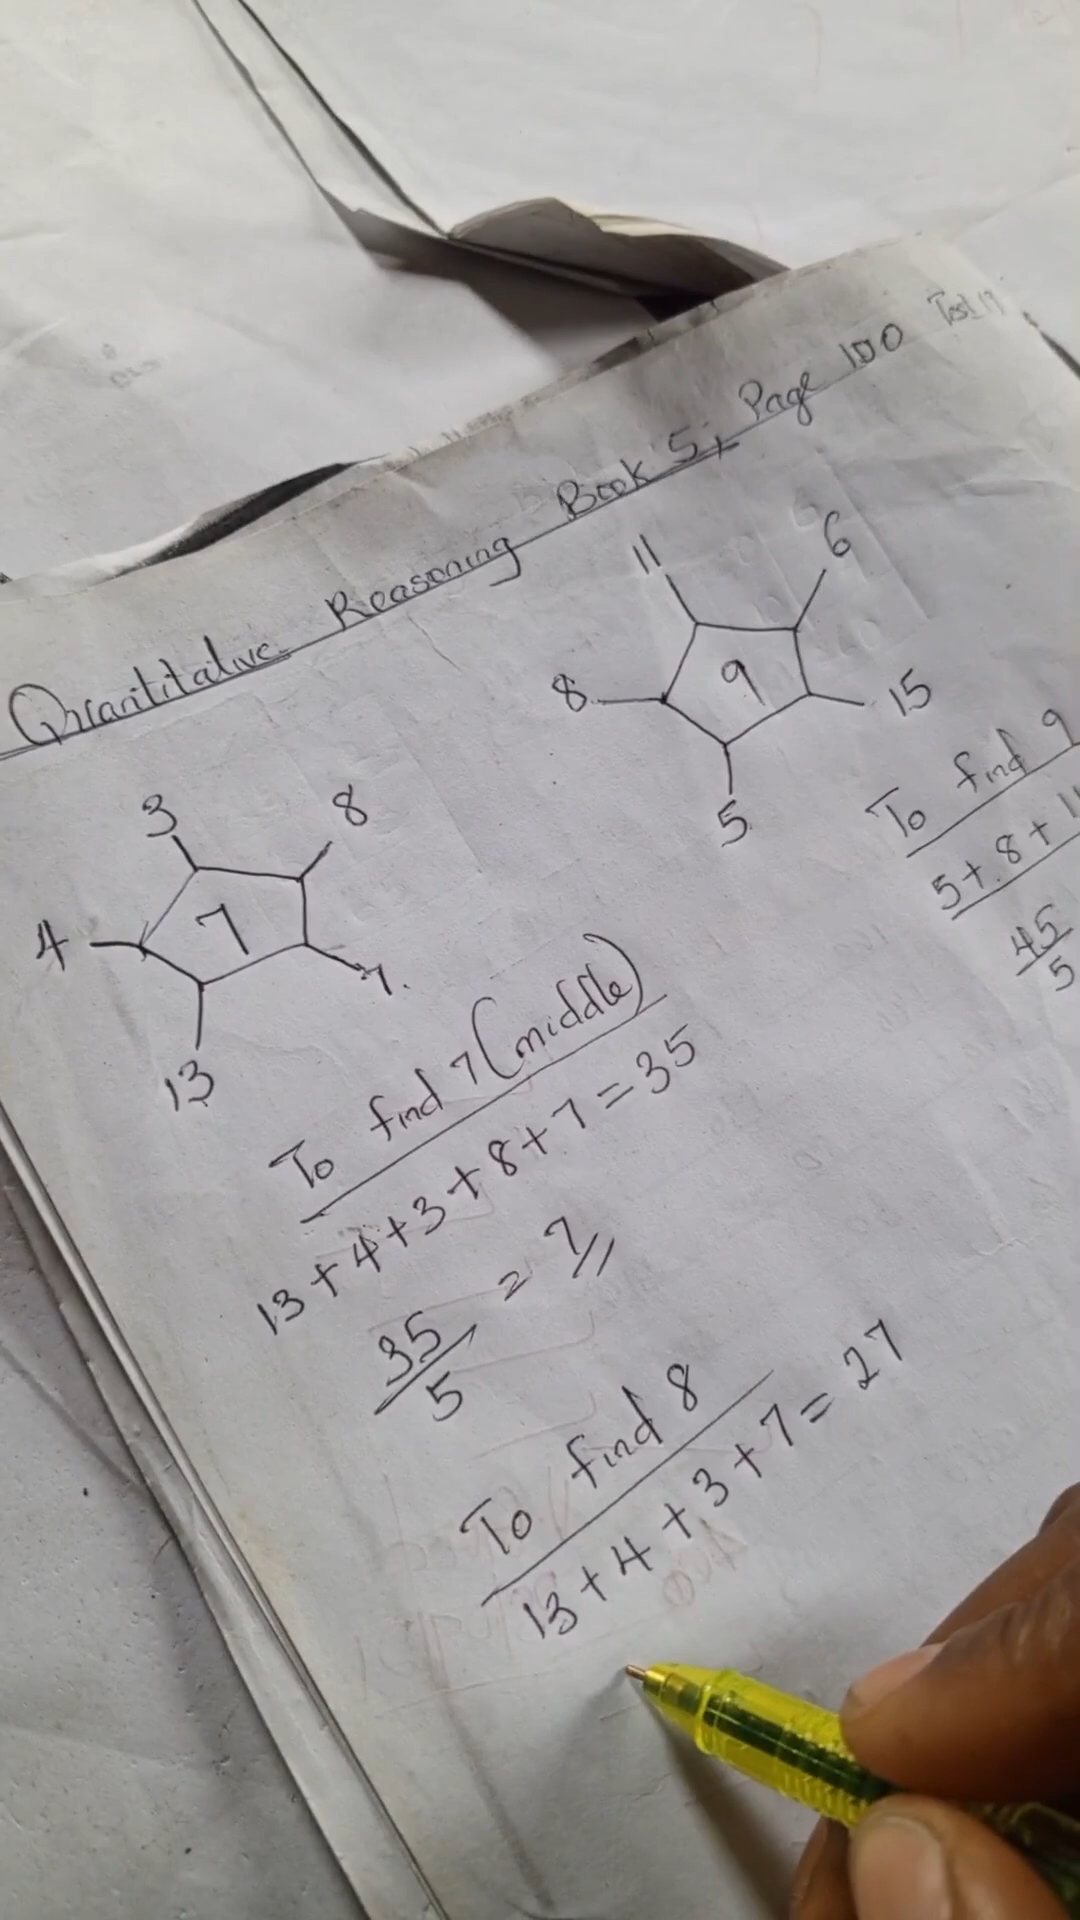 Quantitative Reasoning Book 5, Page 100 Test
11 6
8 9 15
5
3 8
4 7 7
13
To find 9
5 + 8 + 11
45
5
To find 7 (middle)
13 + 4 + 3 + 8 + 7 = 35
35 = 7
5
To find 8
13 + 4 + 3 + 7 = 27